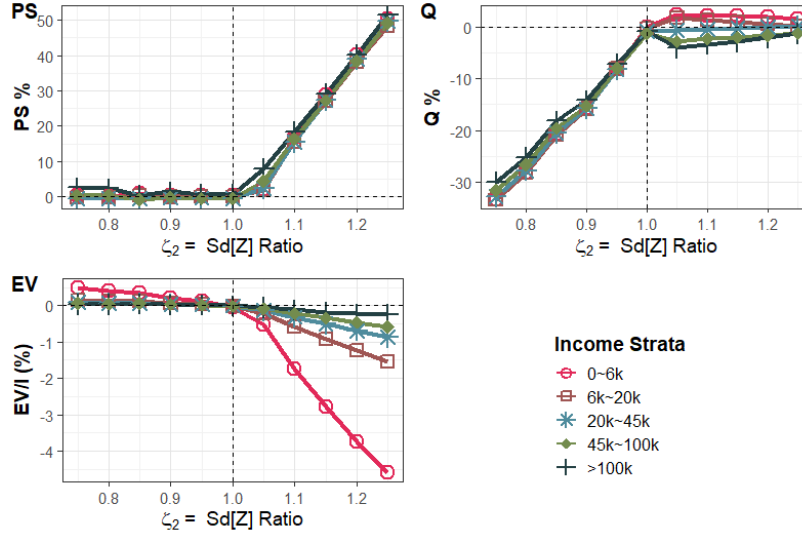 PS
PS %
50
40
30
20
10
0
0.8
0.9
1.0
1.1
1.2
ζ₂ = Sd[Z] Ratio
Q
Q %
0
-10
-20
-30
0.8
0.9
1.0
1.1
1.2
ζ₂ = Sd[Z] Ratio
EV
EV/I (%)
0
-1
-2
-3
-4
0.8
0.9
1.0
1.1
1.2
ζ₂ = Sd[Z] Ratio
Income Strata
0~6k
6k~20k
20k~45k
45k~100k
>100k